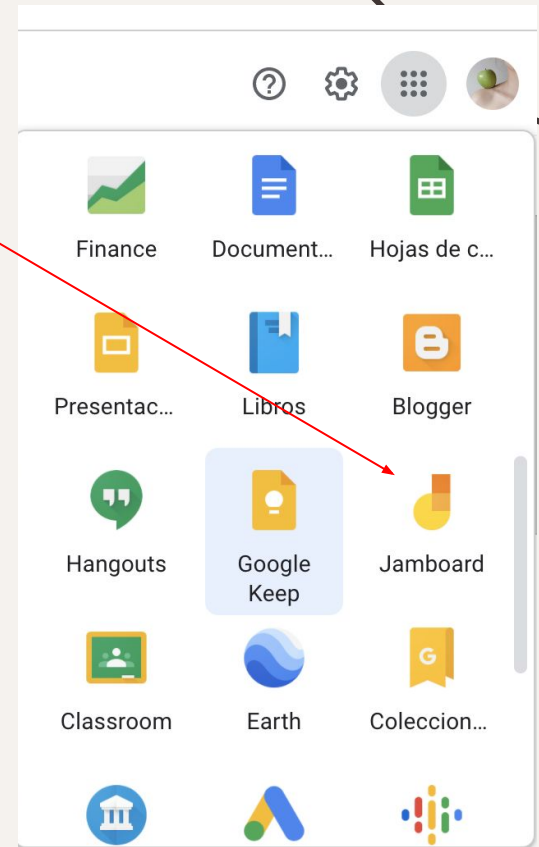 Finance Document... Hojas de c...
Presentac... Libros Blogger
Hangouts Google Keep Jamboard
Classroom Earth Coleccion...
G